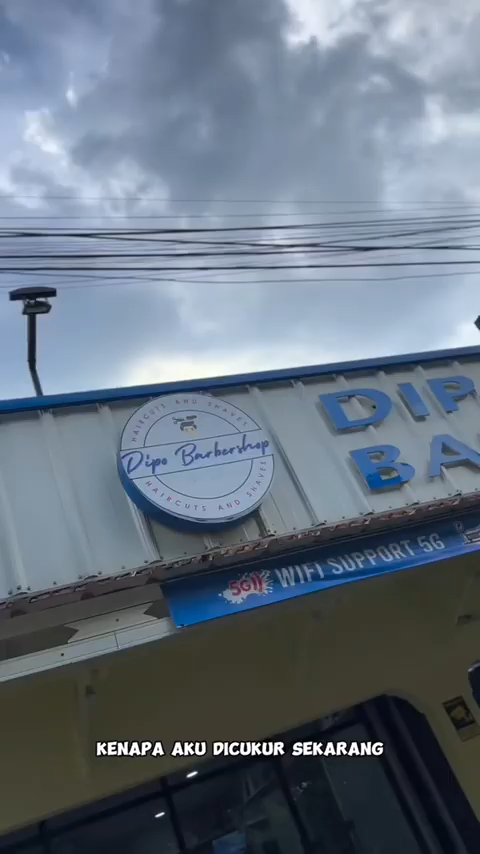 HAIRCUTS AND SHAVES
Dipo Barbershop
HAIRCUTS AND SHAVES
DIP
BA
5G
WIFI SUPPORT 5G
KENAPA AKU DICUKUR SEKARANG